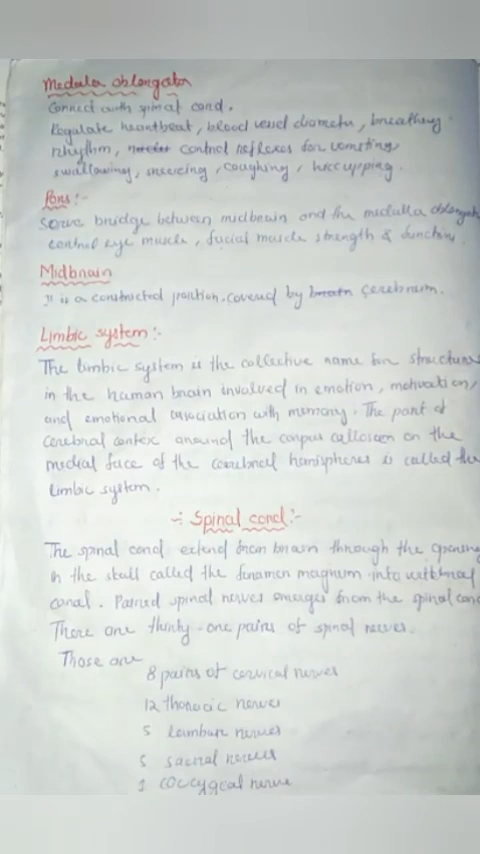 Medulla oblongata
Connect with spinal cord.
Regulate heartbeat, blood vessel diameter, breathing
rhythm, control reflexes for vomiting,
swallowing, sneezing, coughing, hiccupping.
Pons :-
Serve bridge between midbrain and the medulla oblongata
control eye muscle, facial muscle strength & function.
Midbrain
It is a constructed position, covered by cerebrum.
Limbic system :-
The limbic system is the collective name for structures
in the human brain involved in emotion, motivation,
and emotional association with memory. The part of
cerebral cortex around the corpus callosum on the
medial face of the cerebral hemispheres is called the
limbic system.
-: Spinal cord :-
The spinal cord extend from brain through the opening
in the skull called the foramen magnum into vertebral
canal. Paired spinal nerves emerges from the spinal cord
There are thirty-one pairs of spinal nerves.
Those are
8 pairs of cervical nerves
12 thoracic nerves
5 lumbar nerves
5 sacral nerves
1 coccygeal nerve